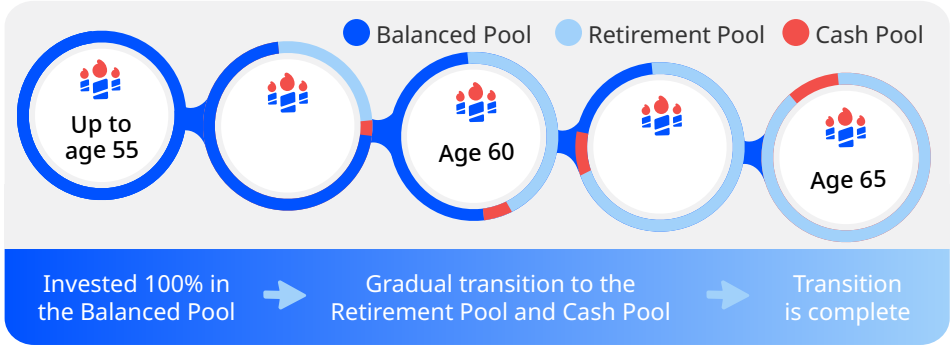 Balanced Pool
Retirement Pool
Cash Pool
Up to
age 55
Age 60
Age 65
Invested 100% in
the Balanced Pool
Gradual transition to the
Retirement Pool and Cash Pool
Transition
is complete